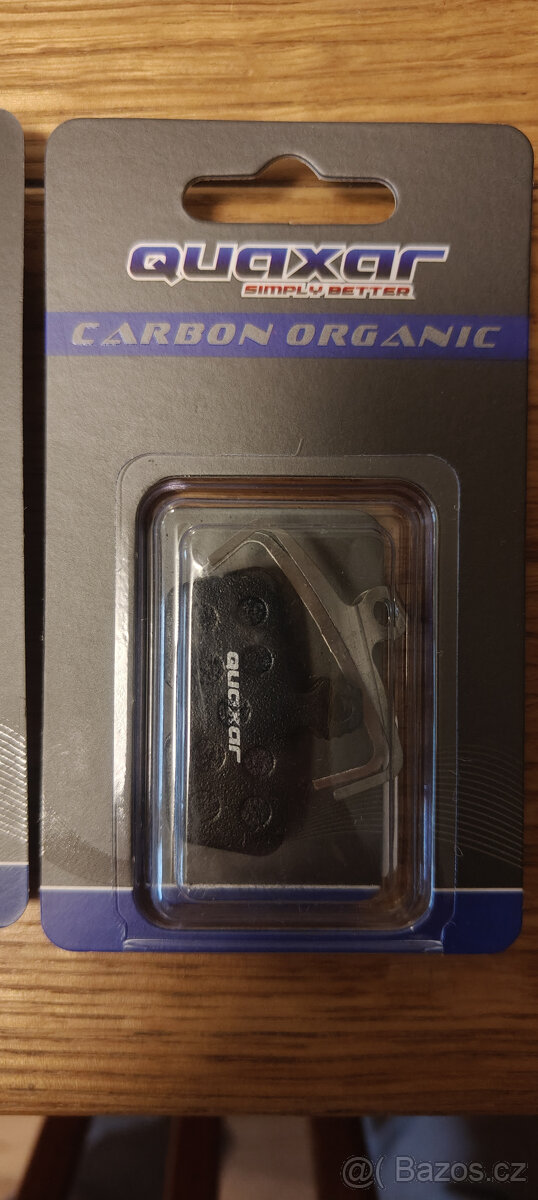 QUAXAR
SIMPLY BETTER
CARBON ORGANIC
QUAXAR
@( Bazos.cz